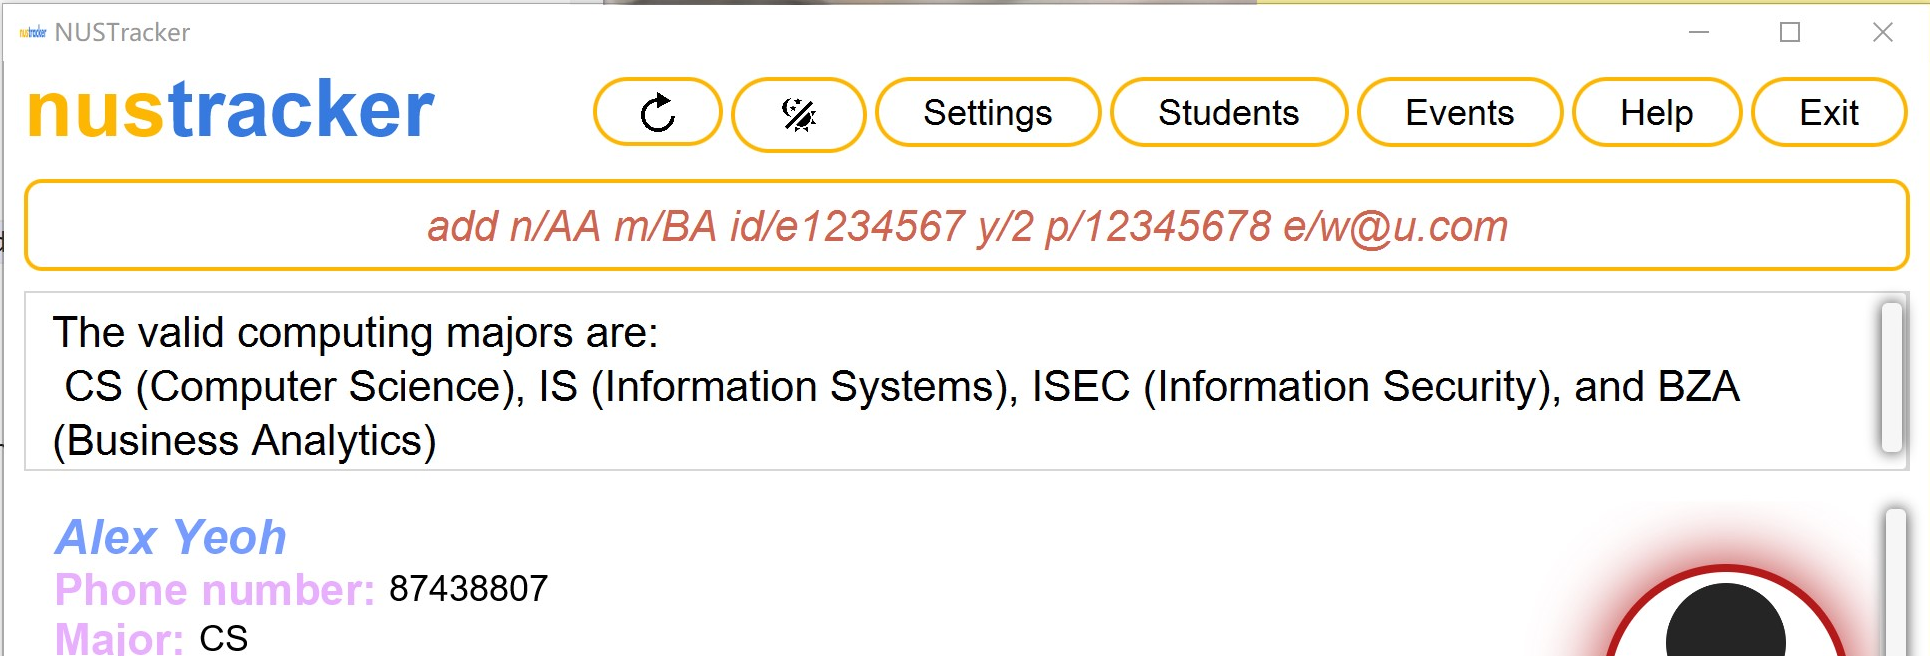 nustracker NUSTracker
nustracker
Settings Students Events Help Exit
add n/AA m/BA id/e1234567 y/2 p/12345678 e/w@u.com
The valid computing majors are:
CS (Computer Science), IS (Information Systems), ISEC (Information Security), and BZA
(Business Analytics)
Alex Yeoh
Phone number: 87438807
Major: CS